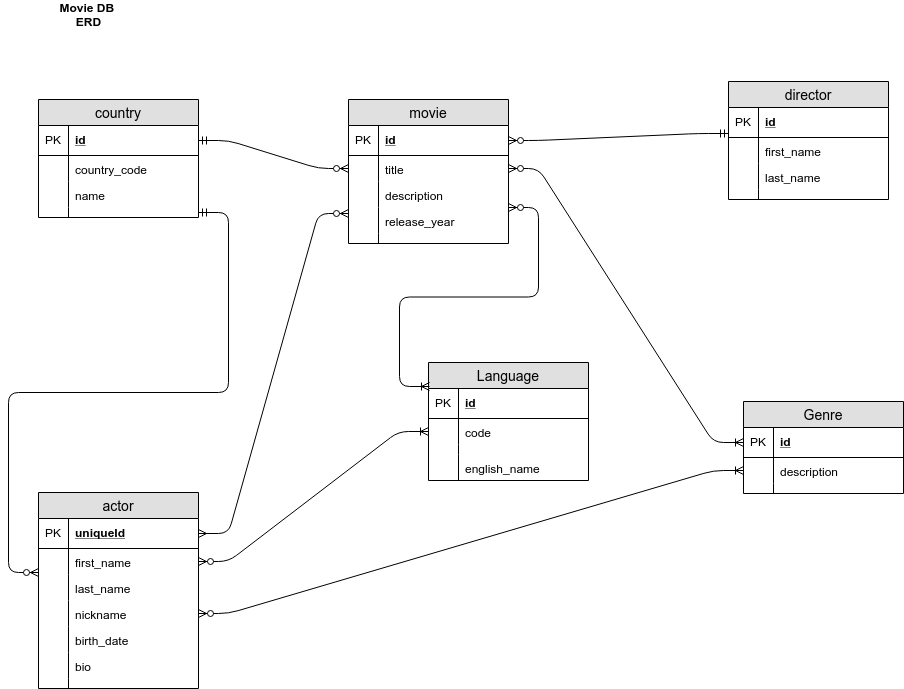 Movie DB
ERD
country
PK id
country_code
name
movie
PK id
title
description
release_year
director
PK id
first_name
last_name
Language
PK id
code
english_name
Genre
PK id
description
actor
PK uniqueId
first_name
last_name
nickname
birth_date
bio